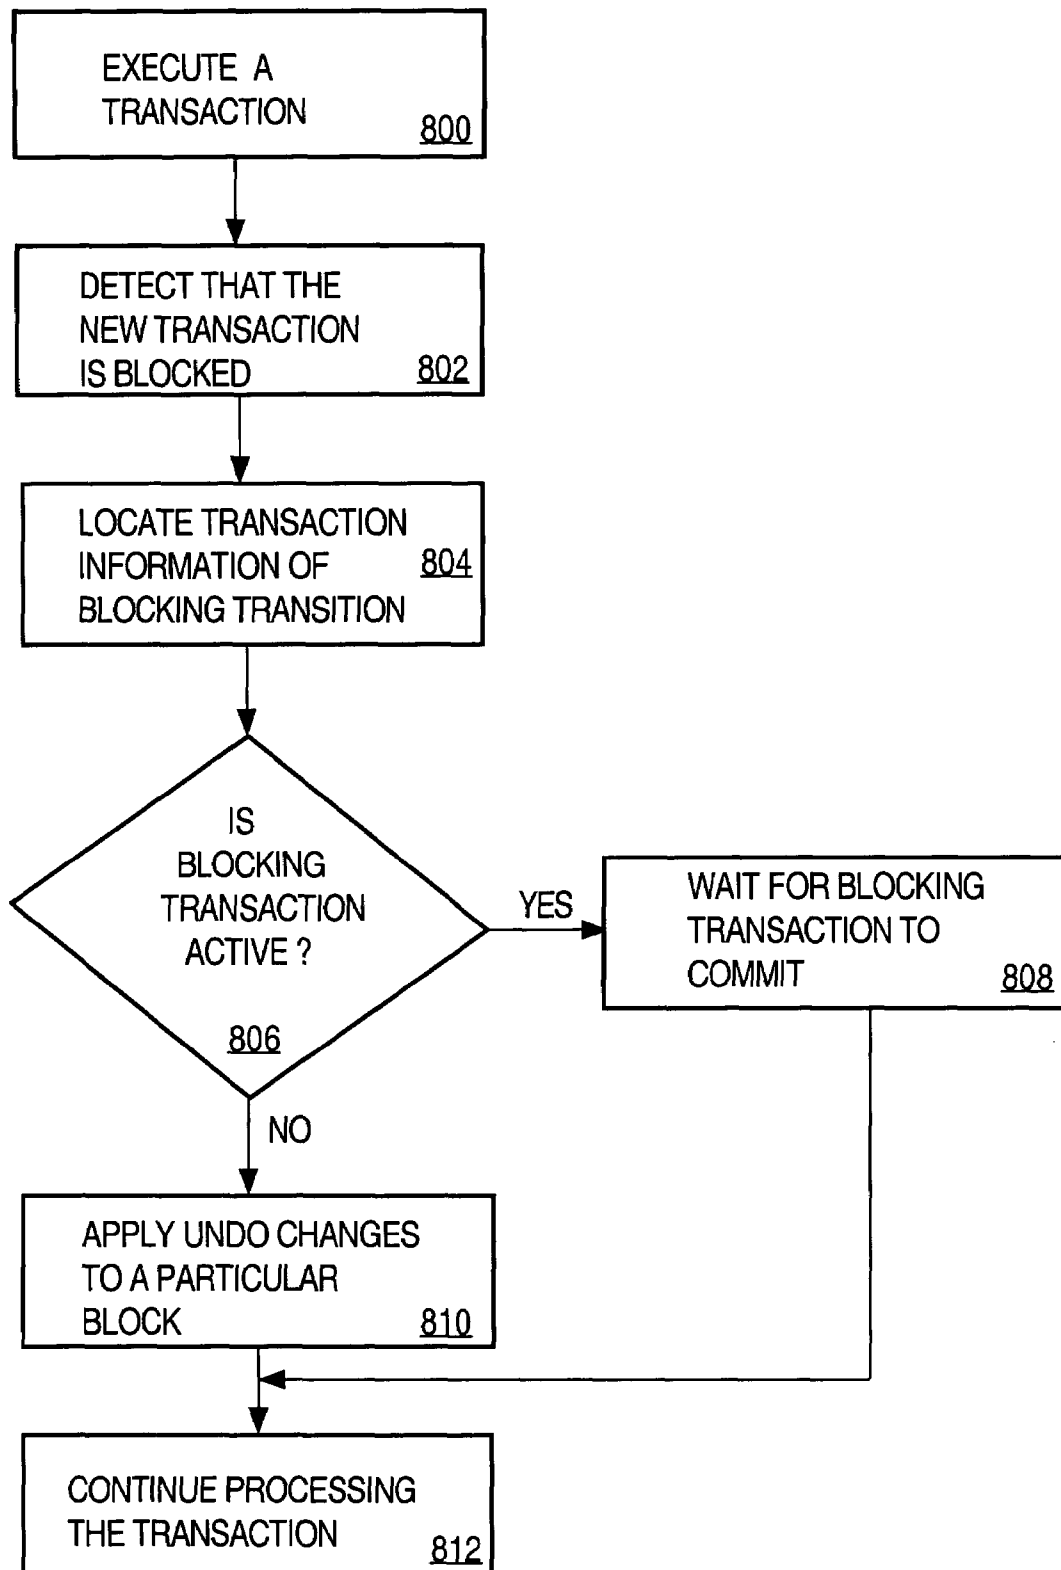 EXECUTE A
TRANSACTION
800
DETECT THAT THE
NEW TRANSACTION
IS BLOCKED
802
LOCATE TRANSACTION
INFORMATION OF
804
BLOCKING TRANSITION
IS
BLOCKING
TRANSACTION
ACTIVE ?
806
YES
WAIT FOR BLOCKING
TRANSACTION TO
COMMIT
808
NO
APPLY UNDO CHANGES
TO A PARTICULAR
BLOCK
810
CONTINUE PROCESSING
THE TRANSACTION
812